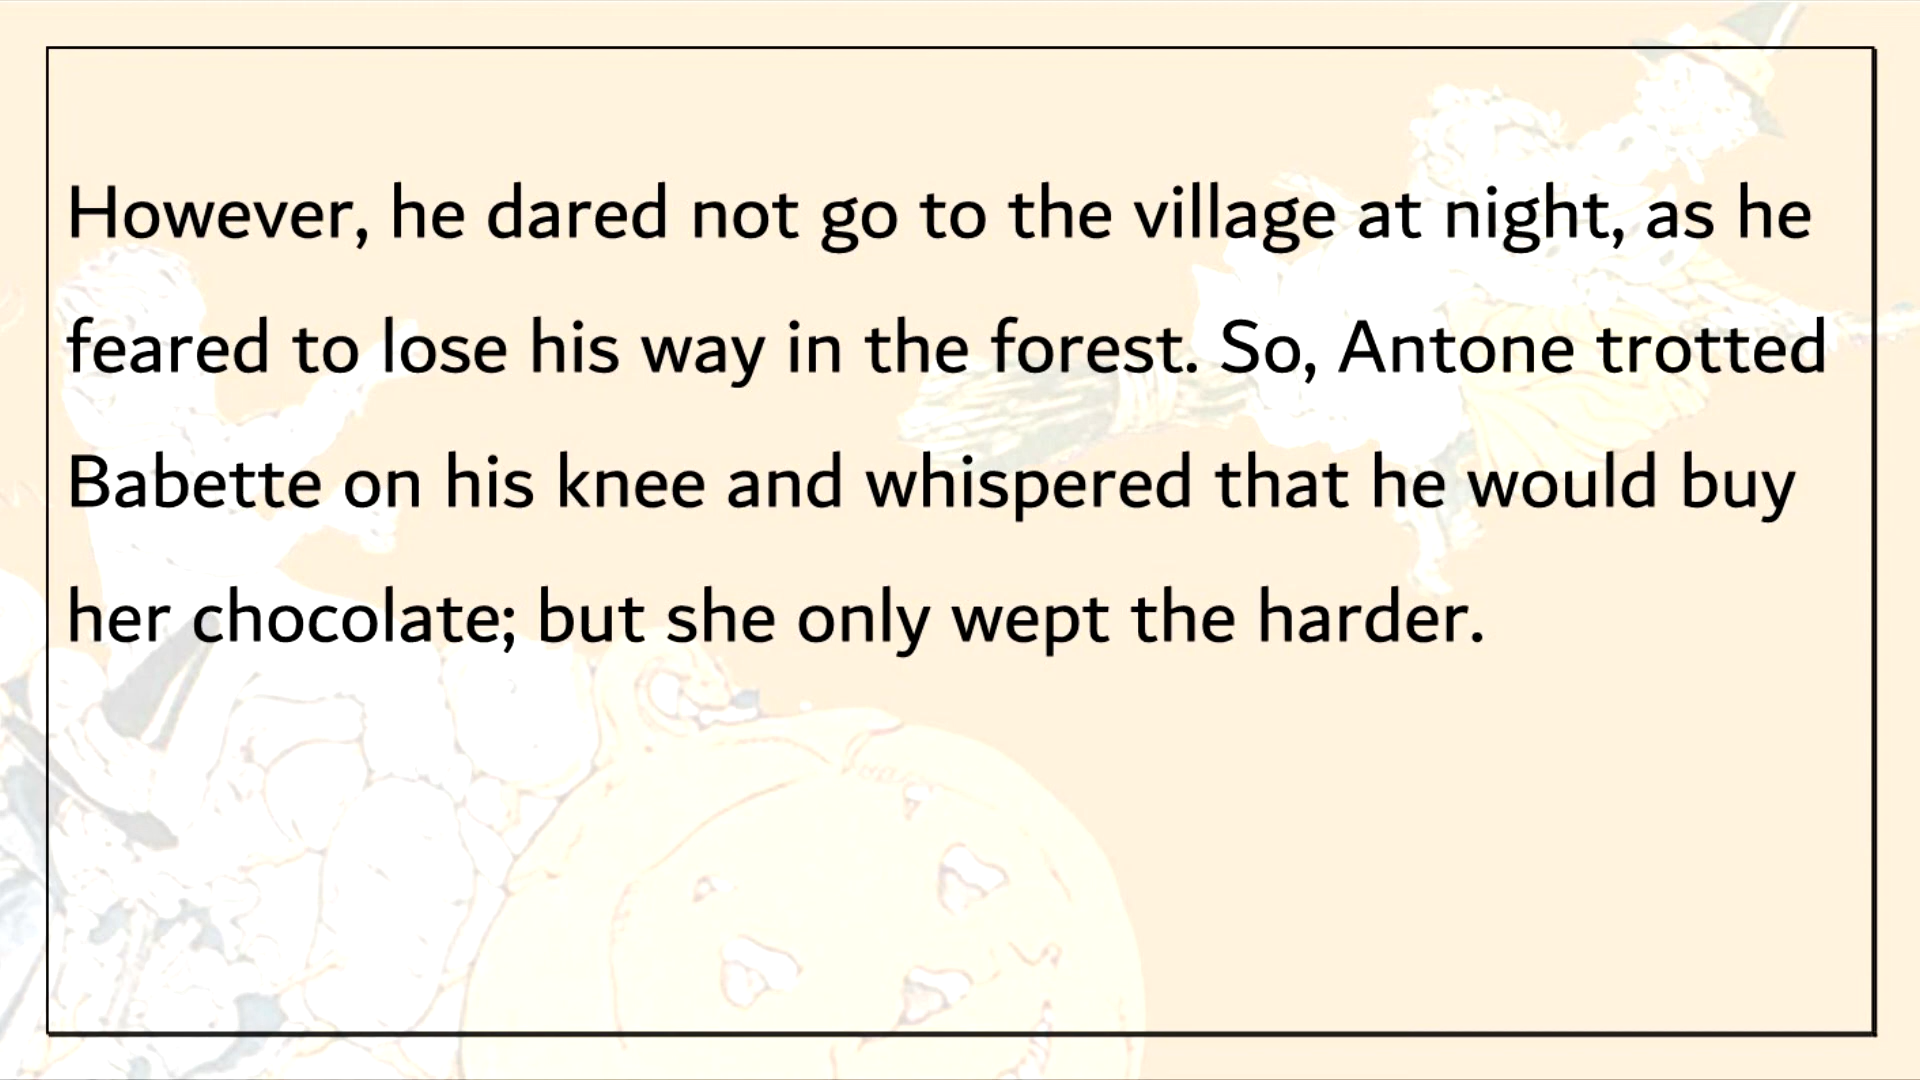 However, he dared not go to the village at night, as he
feared to lose his way in the forest. So, Antone trotted
Babette on his knee and whispered that he would buy
her chocolate; but she only wept the harder.